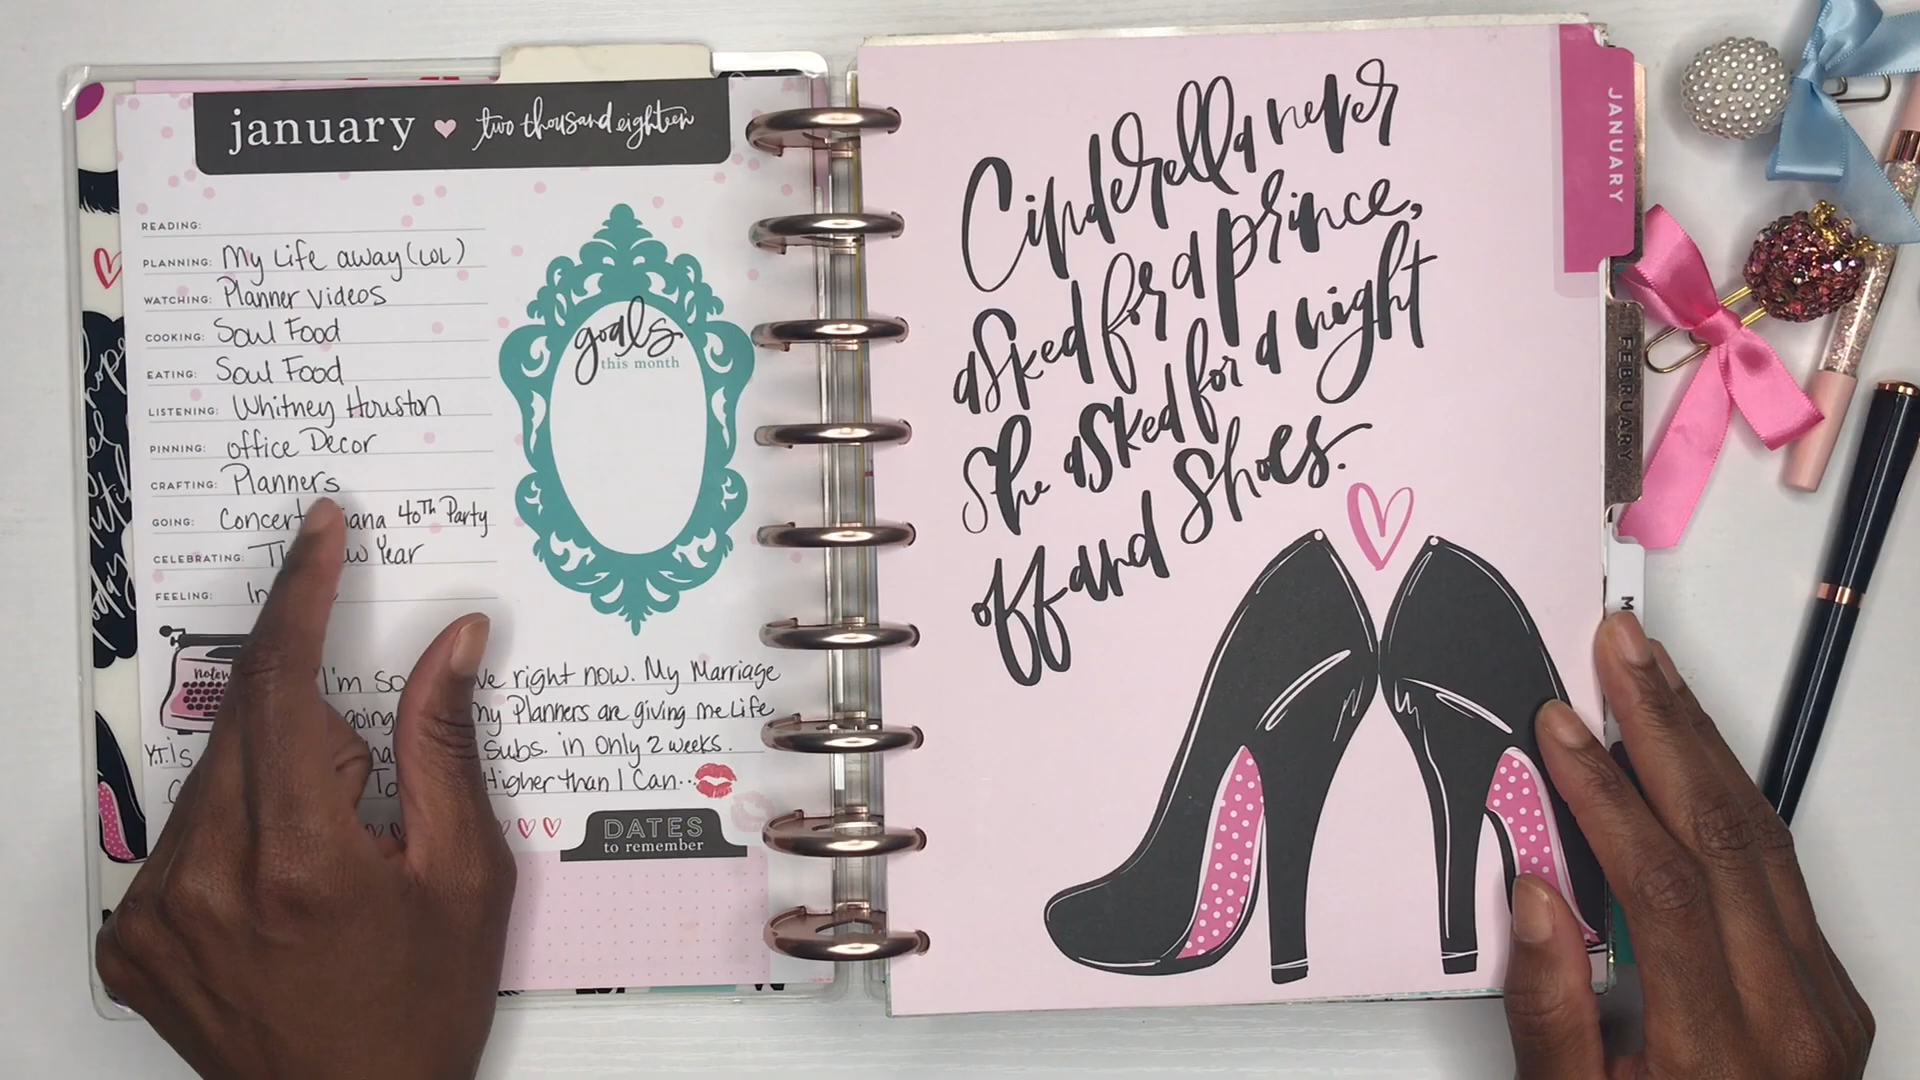 january ♥ two thousand eighteen
READING:
PLANNING: My Life away (LOL)
WATCHING: Planner videos
COOKING: Soul Food
EATING: Soul Food
LISTENING: Whitney Houston
PINNING: office Decor
CRAFTING: Planners
GOING: Concert 40TH Party
CELEBRATING: Year
FEELING:
goals
this month
I'm so right now. My Marriage
going my Planners are giving me Life
Y.T. is Subs. in Only 2 weeks.
Higher than I Can...
DATES
to remember
Cinderella never
asked for a prince,
She asked for a night
off and shoes.
JANUARY
FEBRUARY
today